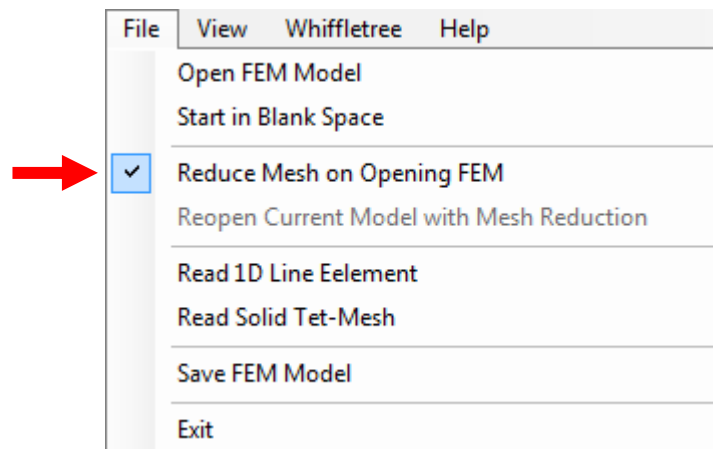 File View Whiffletree Help
Open FEM Model
Start in Blank Space
Reduce Mesh on Opening FEM
Reopen Current Model with Mesh Reduction
Read 1D Line Eelement
Read Solid Tet-Mesh
Save FEM Model
Exit